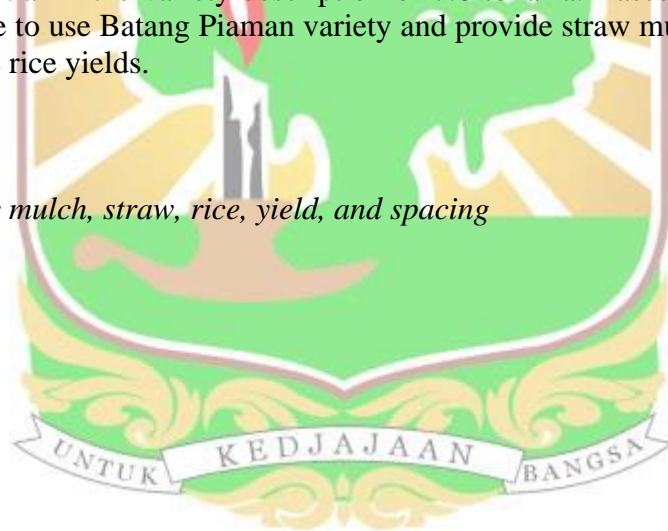 e to use Batang Piaman variety and provide straw mu
rice yields.
mulch, straw, rice, yield, and spacing
UNTUK KEDJAJAAN BANGSA